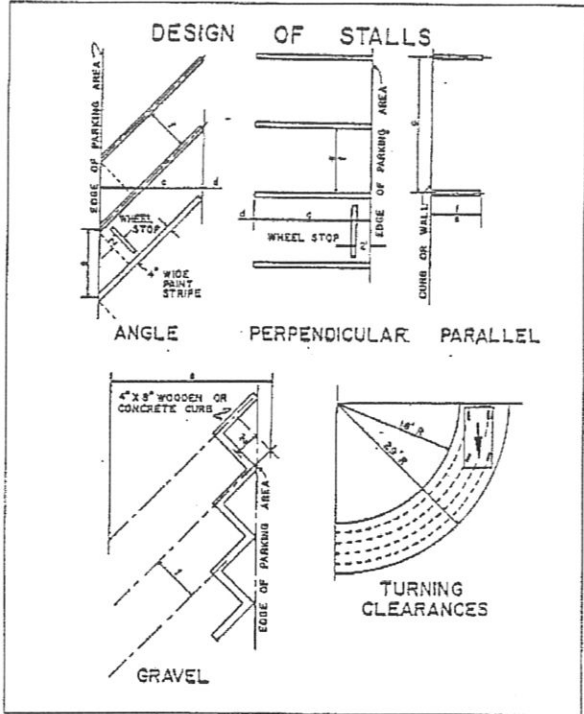 DESIGN OF STALLS
EDGE OF PARKING AREA
d
c
WHEEL
STOP
4" WIDE
PAINT
STRIPE
ANGLE
EDGE OF PARKING AREA
d
c
WHEEL STOP
PERPENDICULAR
CURB OR WALL
PARALLEL
4" X 8" WOODEN OR
CONCRETE CURB
EDGE OF PARKING AREA
GRAVEL
TURNING
CLEARANCES